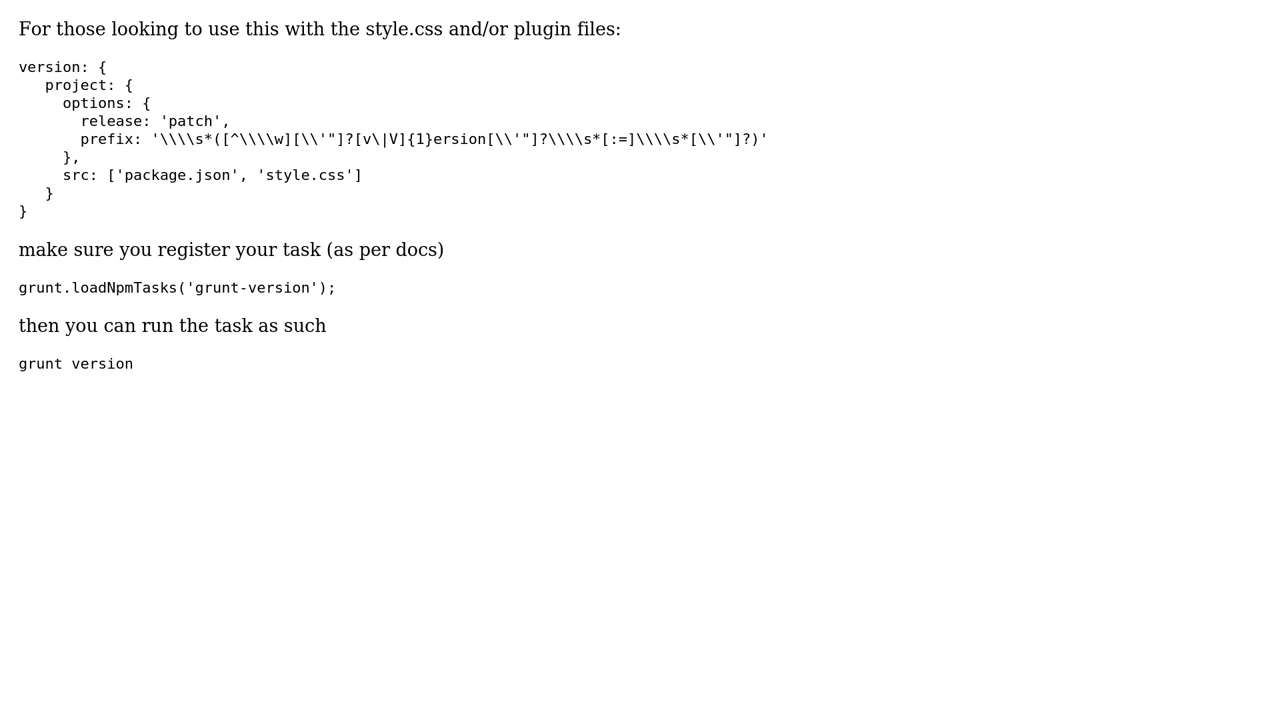 For those looking to use this with the style.css and/or plugin files:
version: {
   project: {
     options: {
       release: 'patch',
       prefix: '\\\\s*([^\\\\w][\\'"]?[v\|V]{1}ersion[\\'"]?\\\\s*[:=]\\\\s*[\\'"]?)'
     },
     src: ['package.json', 'style.css']
   }
}
make sure you register your task (as per docs)
grunt.loadNpmTasks('grunt-version');
then you can run the task as such
grunt version